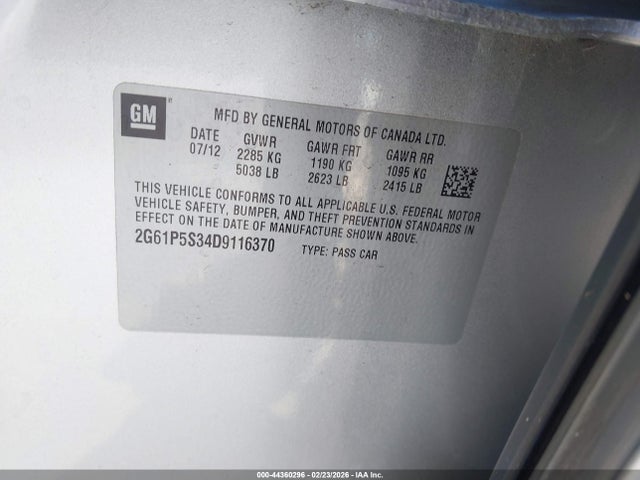 GM
MFD BY GENERAL MOTORS OF CANADA LTD.
DATE GVWR GAWR FRT GAWR RR
07/12 2285 KG 1190 KG 1095 KG
5038 LB 2623 LB 2415 LB
THIS VEHICLE CONFORMS TO ALL APPLICABLE U.S. FEDERAL MOTOR
VEHICLE SAFETY, BUMPER, AND THEFT PREVENTION STANDARDS IN
EFFECT ON THE DATE OF MANUFACTURE SHOWN ABOVE.
2G61P5S34D9116370 TYPE: PASS CAR
000-44360296 - 02/23/2026 - IAA Inc.